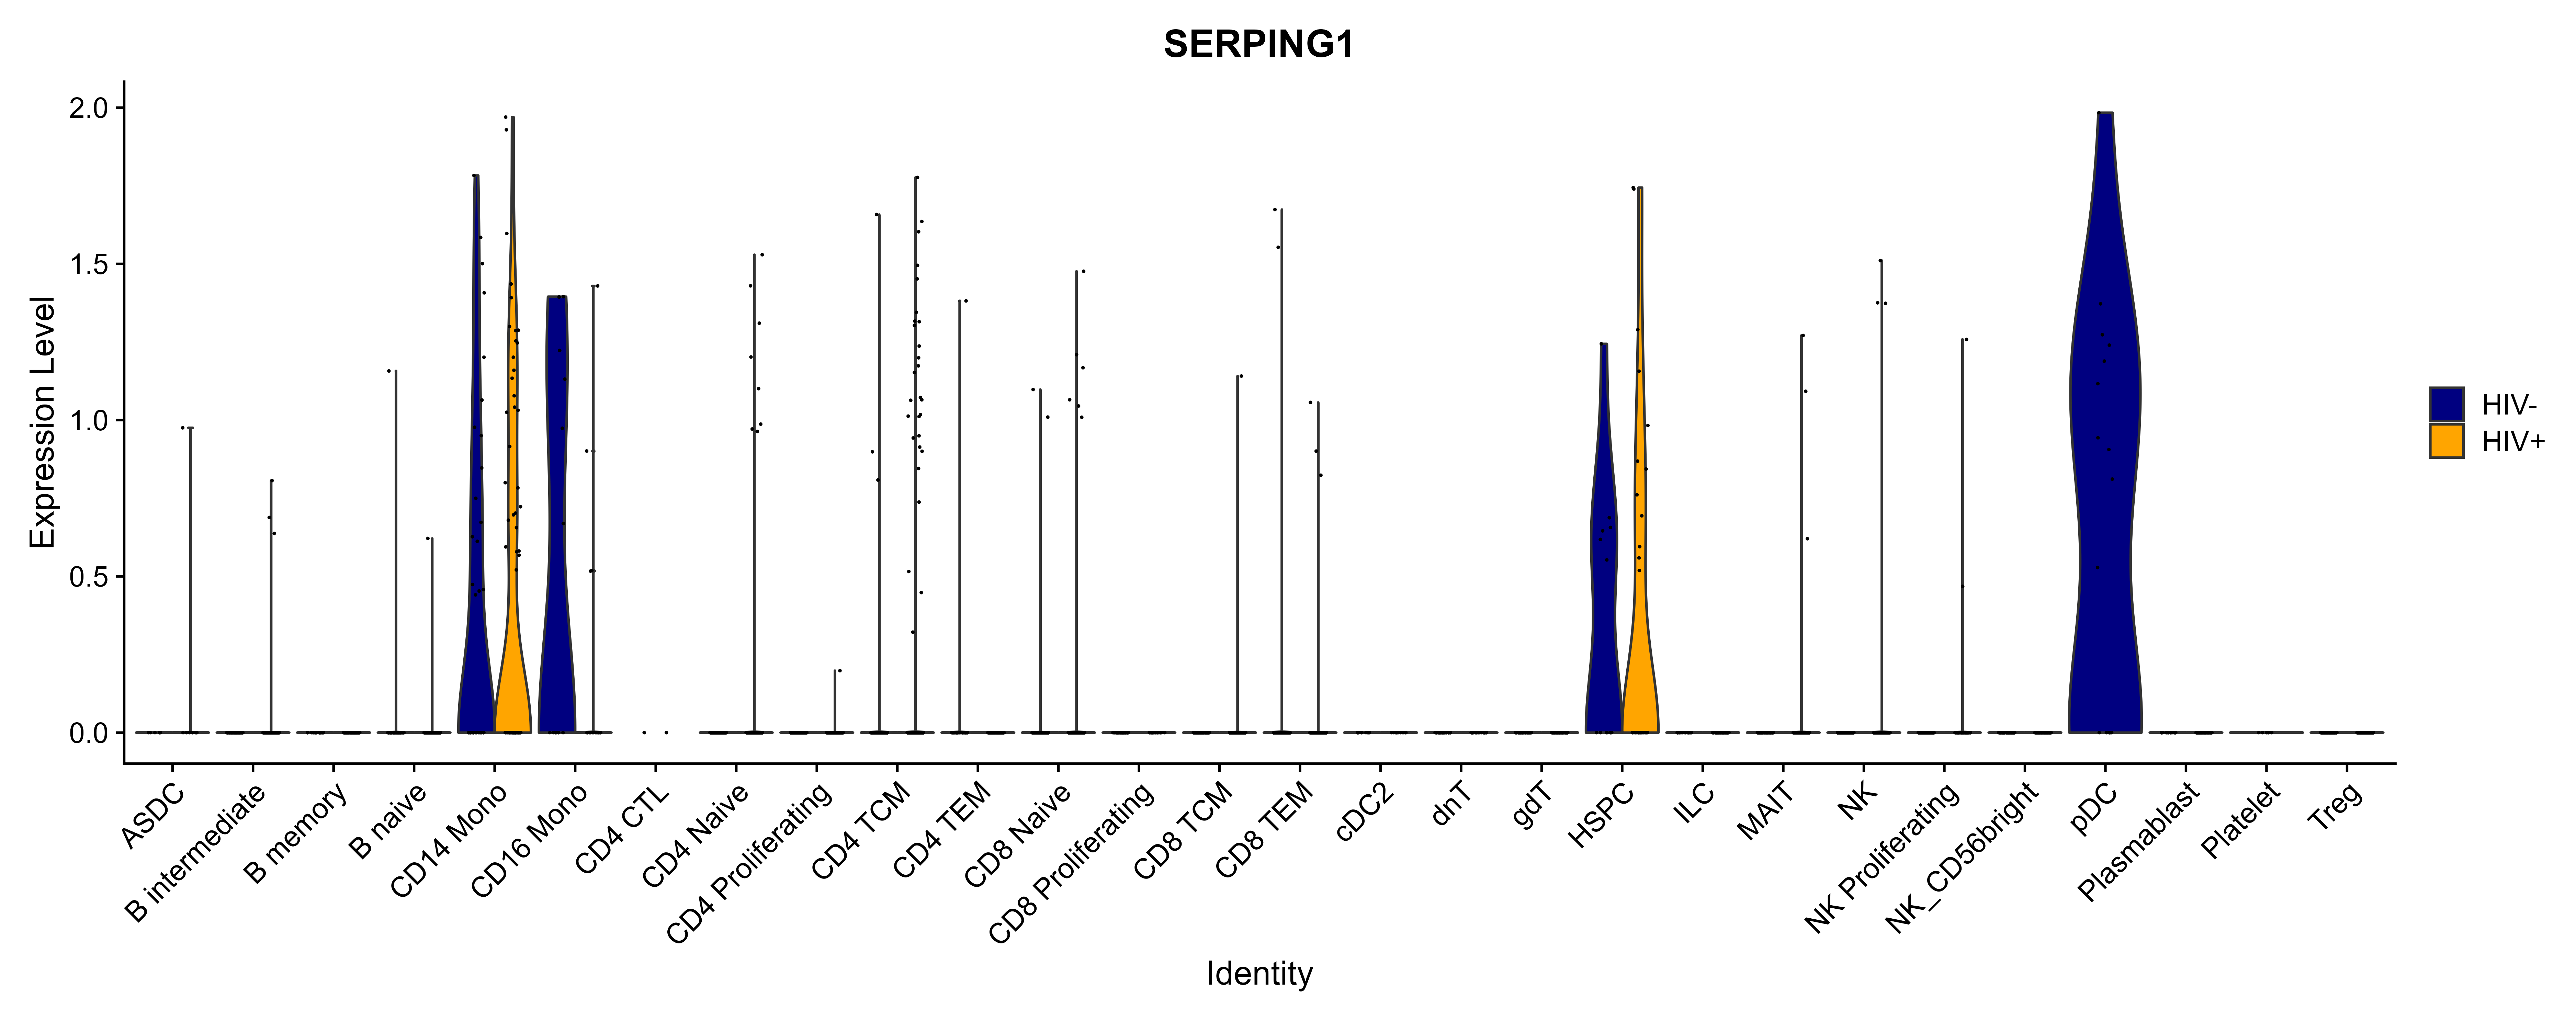 SERPING1
Expression Level
2.0
1.5
1.0
0.5
0.0
ASDC
B intermediate
B memory
B naive
CD14 Mono
CD16 Mono
CD4 CTL
CD4 Naive
CD4 Proliferating
CD4 TCM
CD4 TEM
CD8 Naive
CD8 Proliferating
CD8 TCM
CD8 TEM
cDC2
dnT
gdT
HSPC
ILC
MAIT
NK
NK Proliferating
NK_CD56bright
pDC
Plasmablast
Platelet
Treg
Identity
HIV-
HIV+